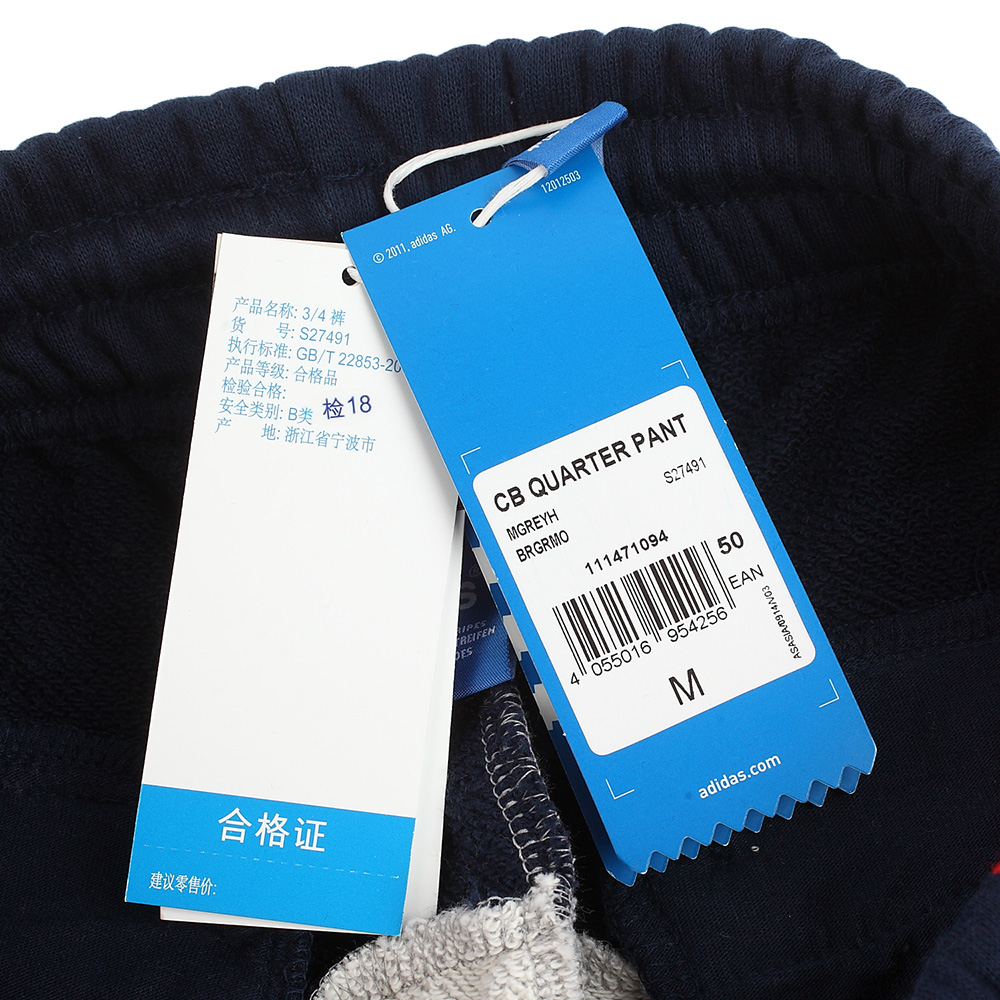 产品名称: 3/4 裤
货 号: S27491
执行标准: GB/T 22853-20
产品等级: 合格品
检验合格:
安全类别: B类 检18
产 地: 浙江省宁波市
合格证
建议零售价:
12012503
© 2011, adidas AG.
CB QUARTER PANT
S27491
MGREYH
BRGRMO
111471094
50
EAN
4 055016 954256
M
adidas.com
S
RIPES
TREIFEN
DES